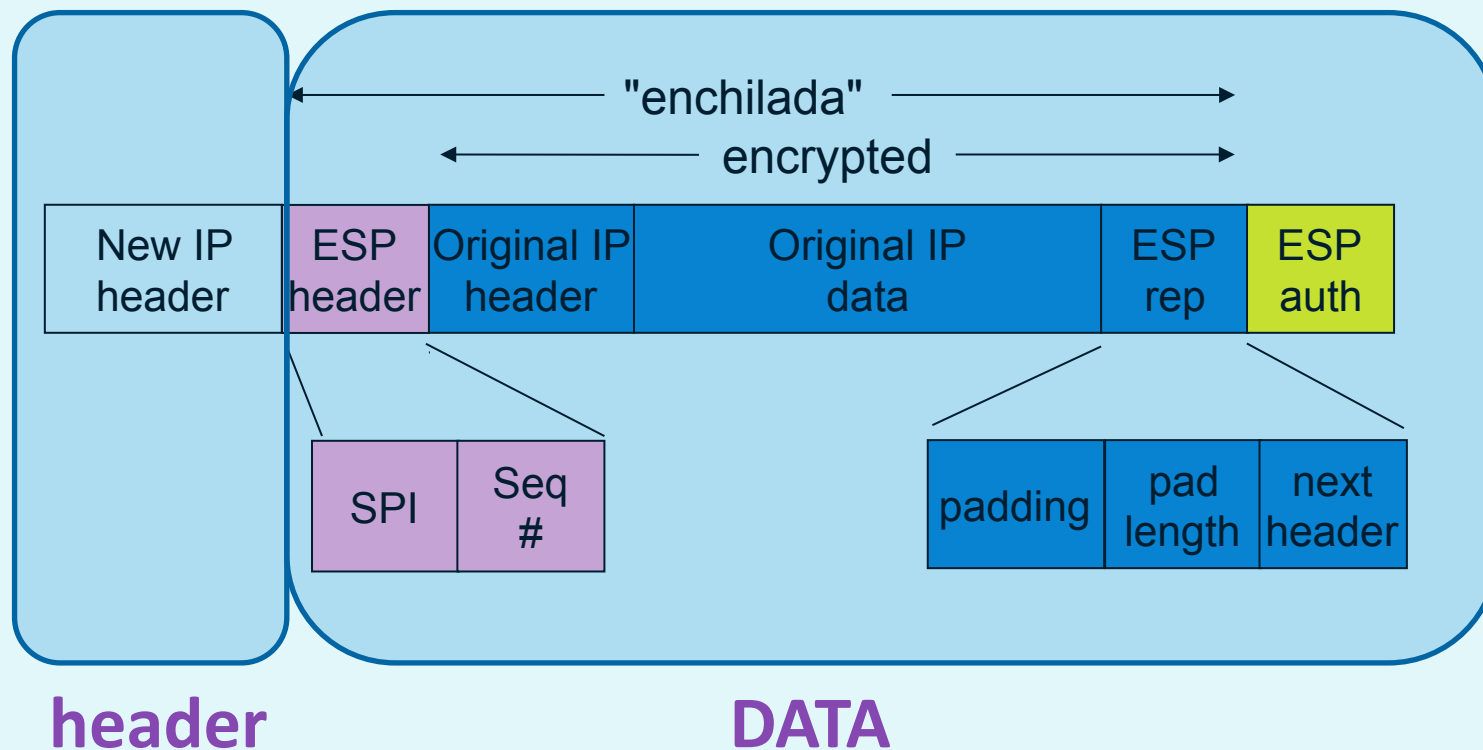 "enchilada"
encrypted
New IP
header
ESP
header
Original IP
header
Original IP
data
ESP
rep
ESP
auth
SPI
Seq
#
padding
pad
length
next
header
header
DATA